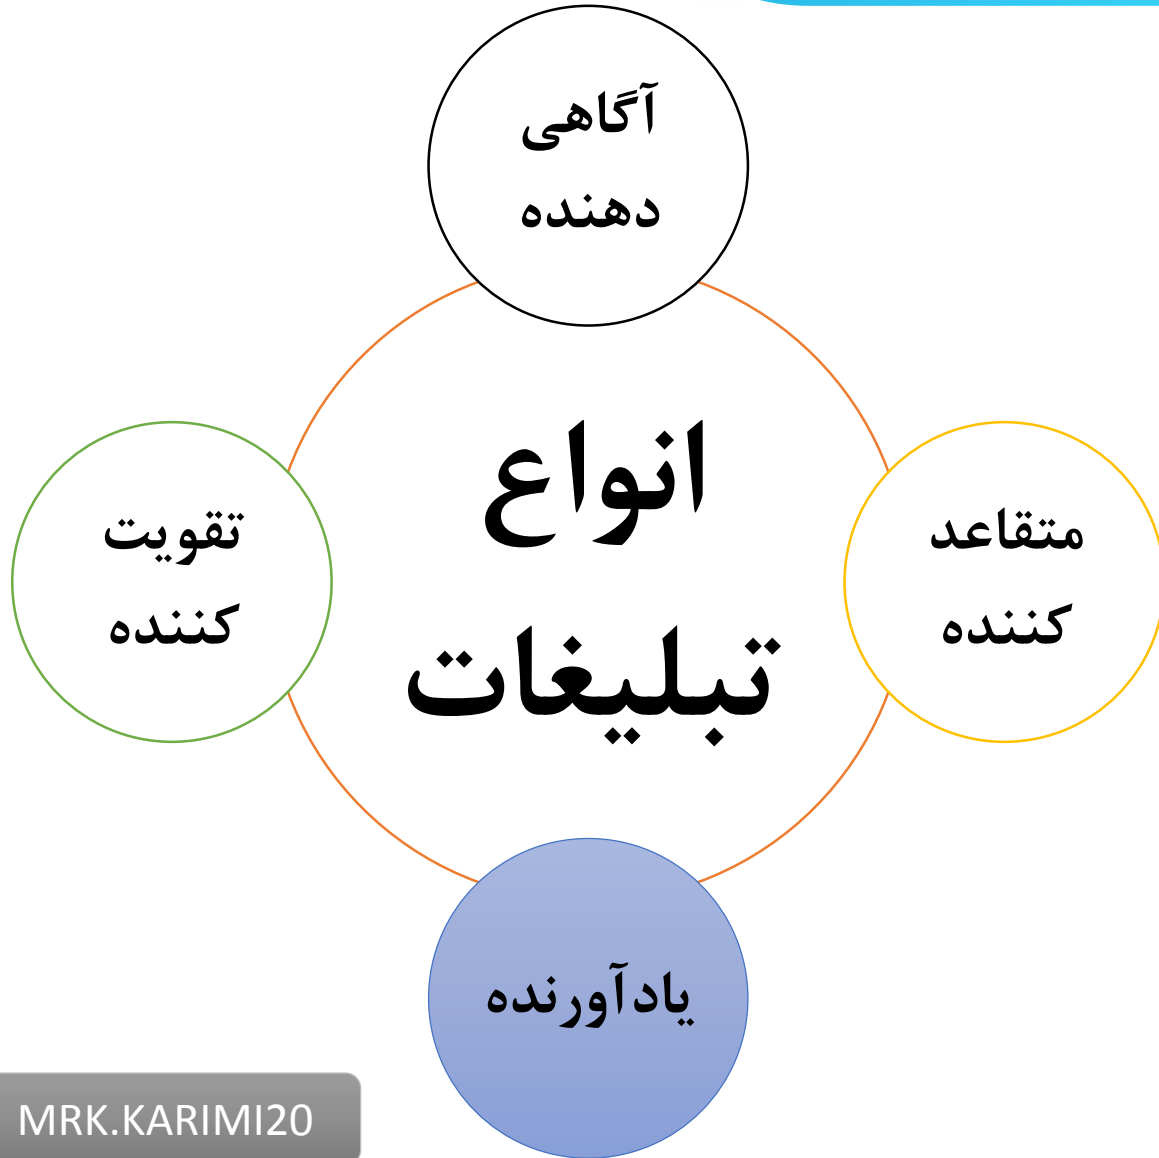 آگاهی
دهنده
انواع
تبلیغات
متقاعد
کننده
تقویت
کننده
یادآورنده
MRK.KARIMI20